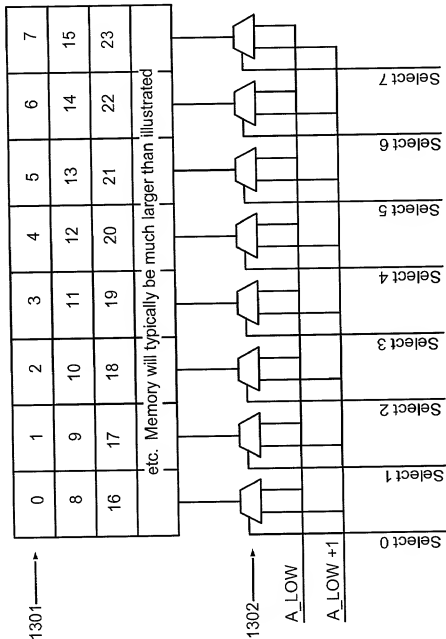 0 1 2 3 4 5 6 7
8 9 10 11 12 13 14 15
16 17 18 19 20 21 22 23
etc. Memory will typically be much larger than illustrated
1301
1302
A_LOW
A_LOW +1
Select 0
Select 1
Select 2
Select 3
Select 4
Select 5
Select 6
Select 7